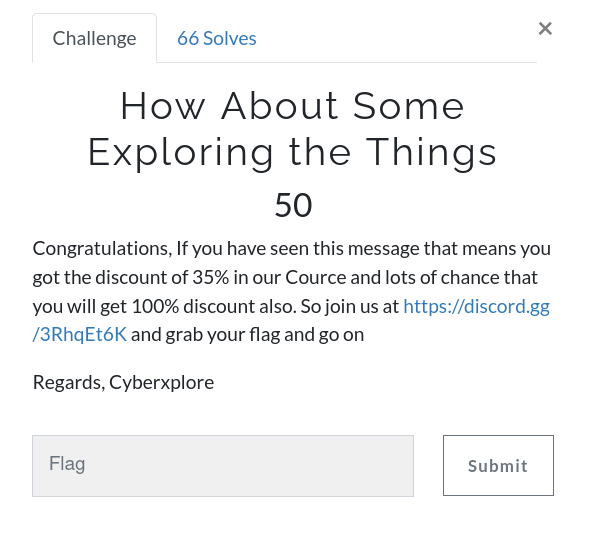 Challenge
66 Solves
×
How About Some
Exploring the Things
50
Congratulations, If you have seen this message that means you
got the discount of 35% in our Cource and lots of chance that
you will get 100% discount also. So join us at https://discord.gg
/3RhqEt6K and grab your flag and go on
Regards, Cyberxplore
Flag
Submit